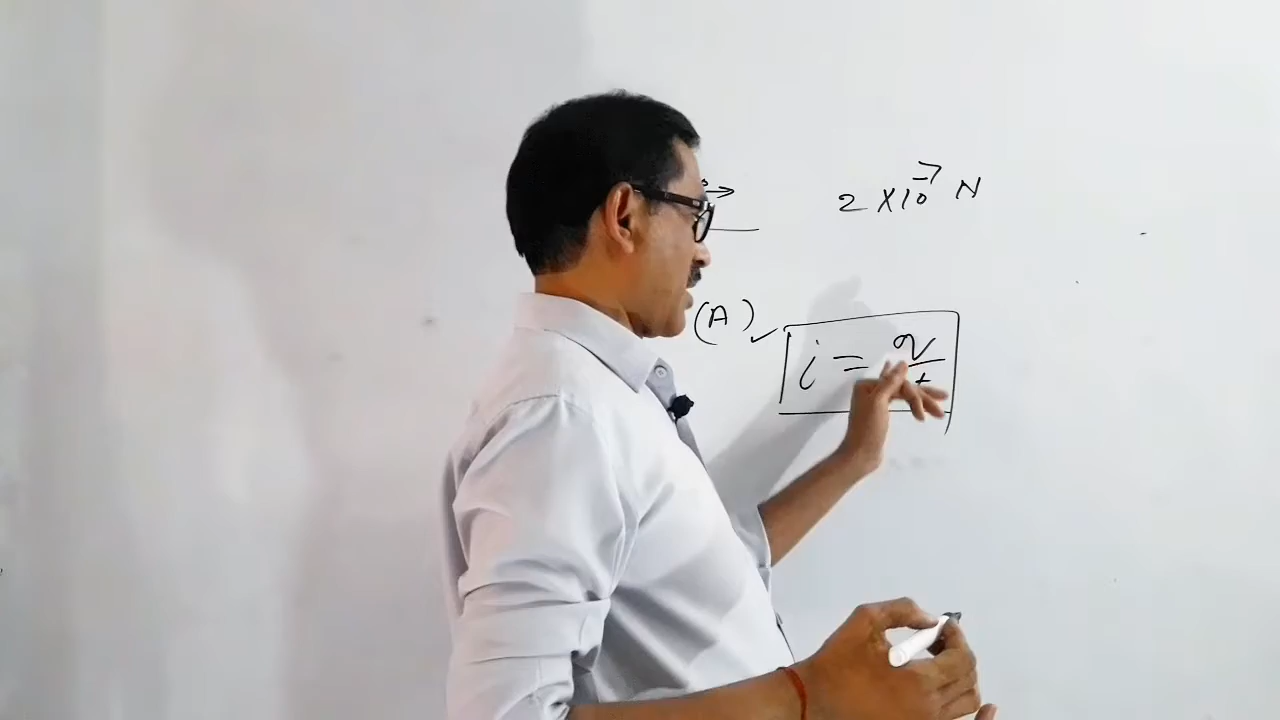 2 × 10⁻⁷ N
(A) ✓ i = q/t